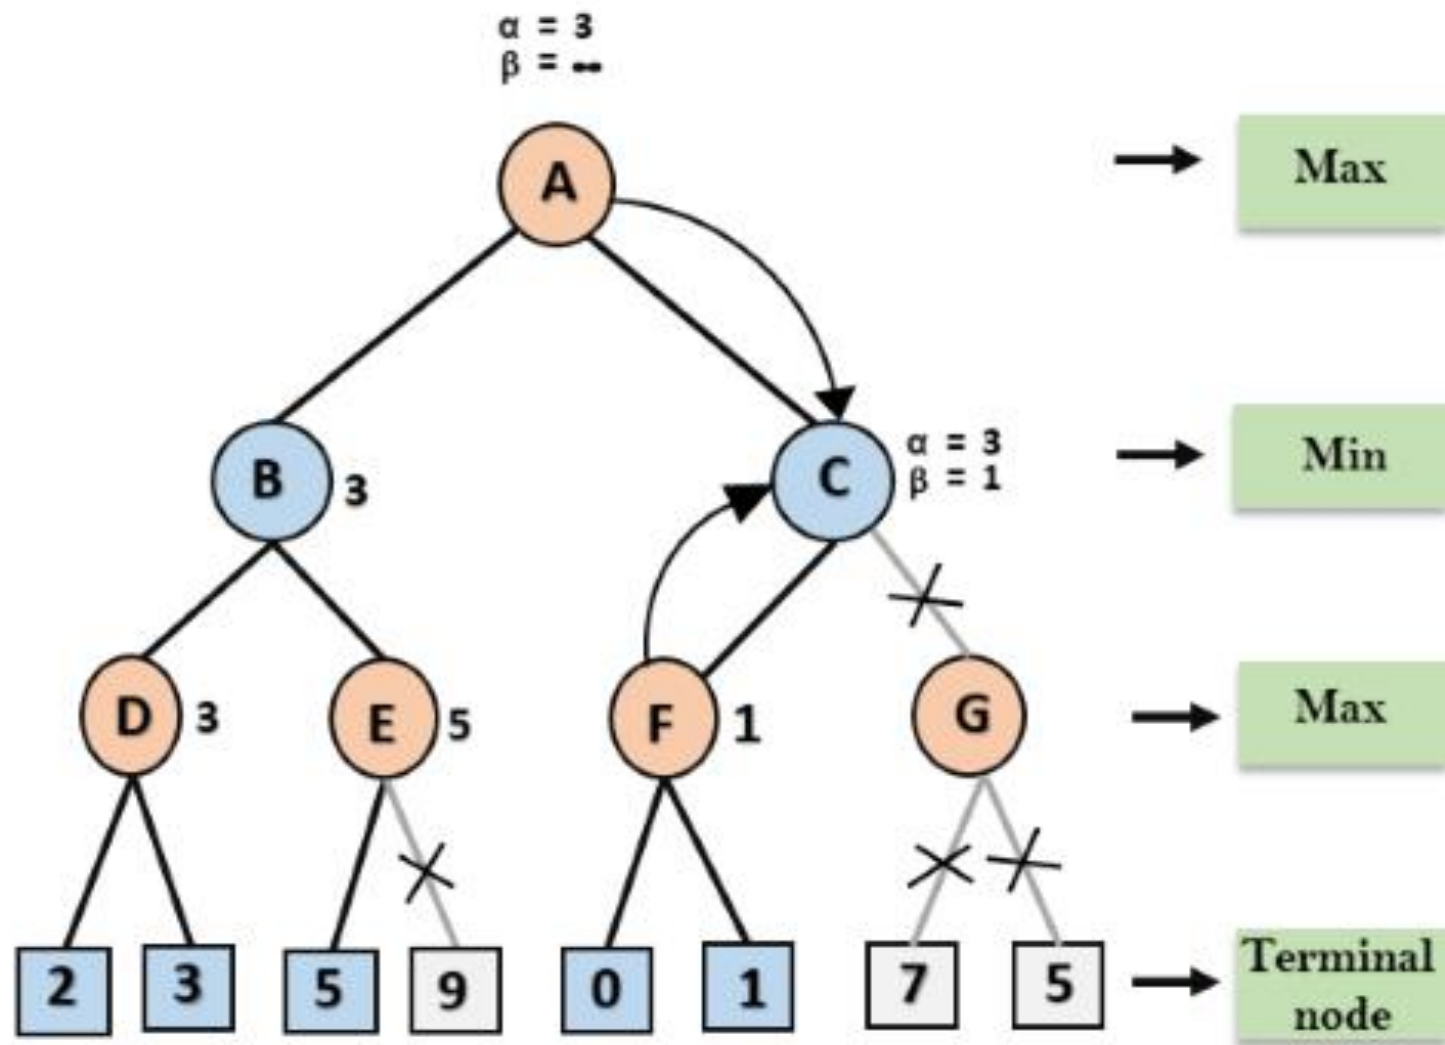 α = 3
β = ∞
A
Max
B
3
C
α = 3
β = 1
Min
D
3
E
5
F
1
G
Max
2
3
5
9
0
1
7
5
Terminal
node